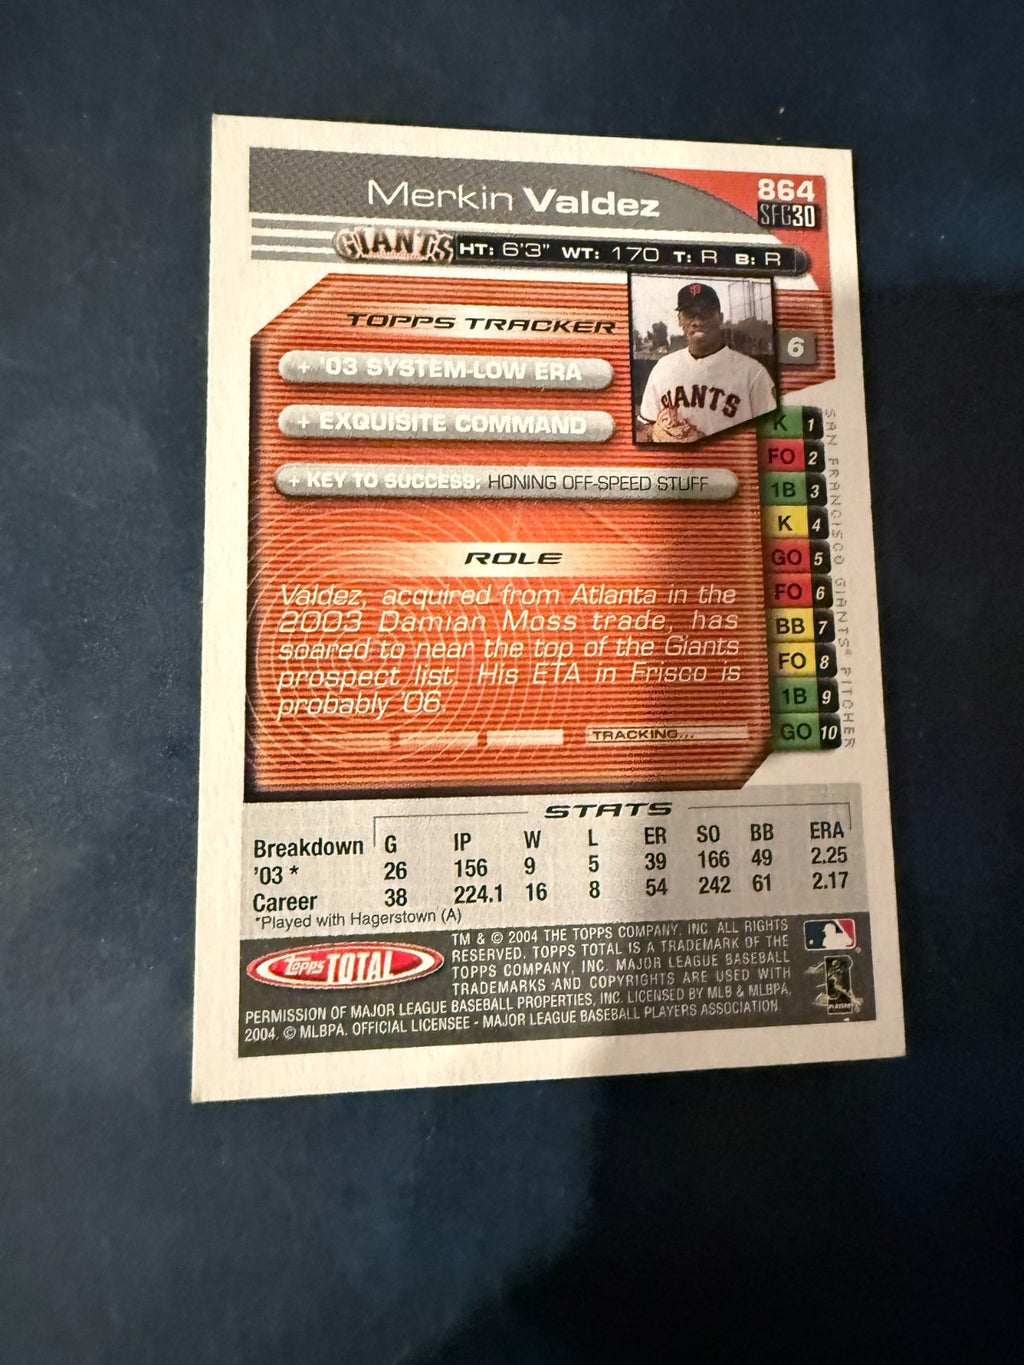 Merkin Valdez
864
SFG30
GIANTS HT: 6'3" WT: 170 T: R B: R
TOPPS TRACKER
6
+ '03 SYSTEM-LOW ERA
GIANTS
+ EXQUISITE COMMAND
+ KEY TO SUCCESS: HONING OFF-SPEED STUFF
K 1
FO 2
1B 3
K 4
GO 5
FO 6
BB 7
FO 8
1B 9
GO 10
SAN FRANCISCO GIANTS® PITCHER
ROLE
Valdez, acquired from Atlanta in the
2003 Damian Moss trade, has
soared to near the top of the Giants
prospect list. His ETA in Frisco is
probably '06.
TRACKING...
STATS
Breakdown G IP W L ER SO BB ERA
'03 * 26 156 9 5 39 166 49 2.25
Career 38 224.1 16 8 54 242 61 2.17
*Played with Hagerstown (A)
Topps TOTAL
TM & © 2004 THE TOPPS COMPANY, INC. ALL RIGHTS
RESERVED. TOPPS TOTAL IS A TRADEMARK OF THE
TOPPS COMPANY, INC. MAJOR LEAGUE BASEBALL
TRADEMARKS AND COPYRIGHTS ARE USED WITH
PERMISSION OF MAJOR LEAGUE BASEBALL PROPERTIES, INC. LICENSED BY MLB & MLBPA.
2004. © MLBPA. OFFICIAL LICENSEE - MAJOR LEAGUE BASEBALL PLAYERS ASSOCIATION